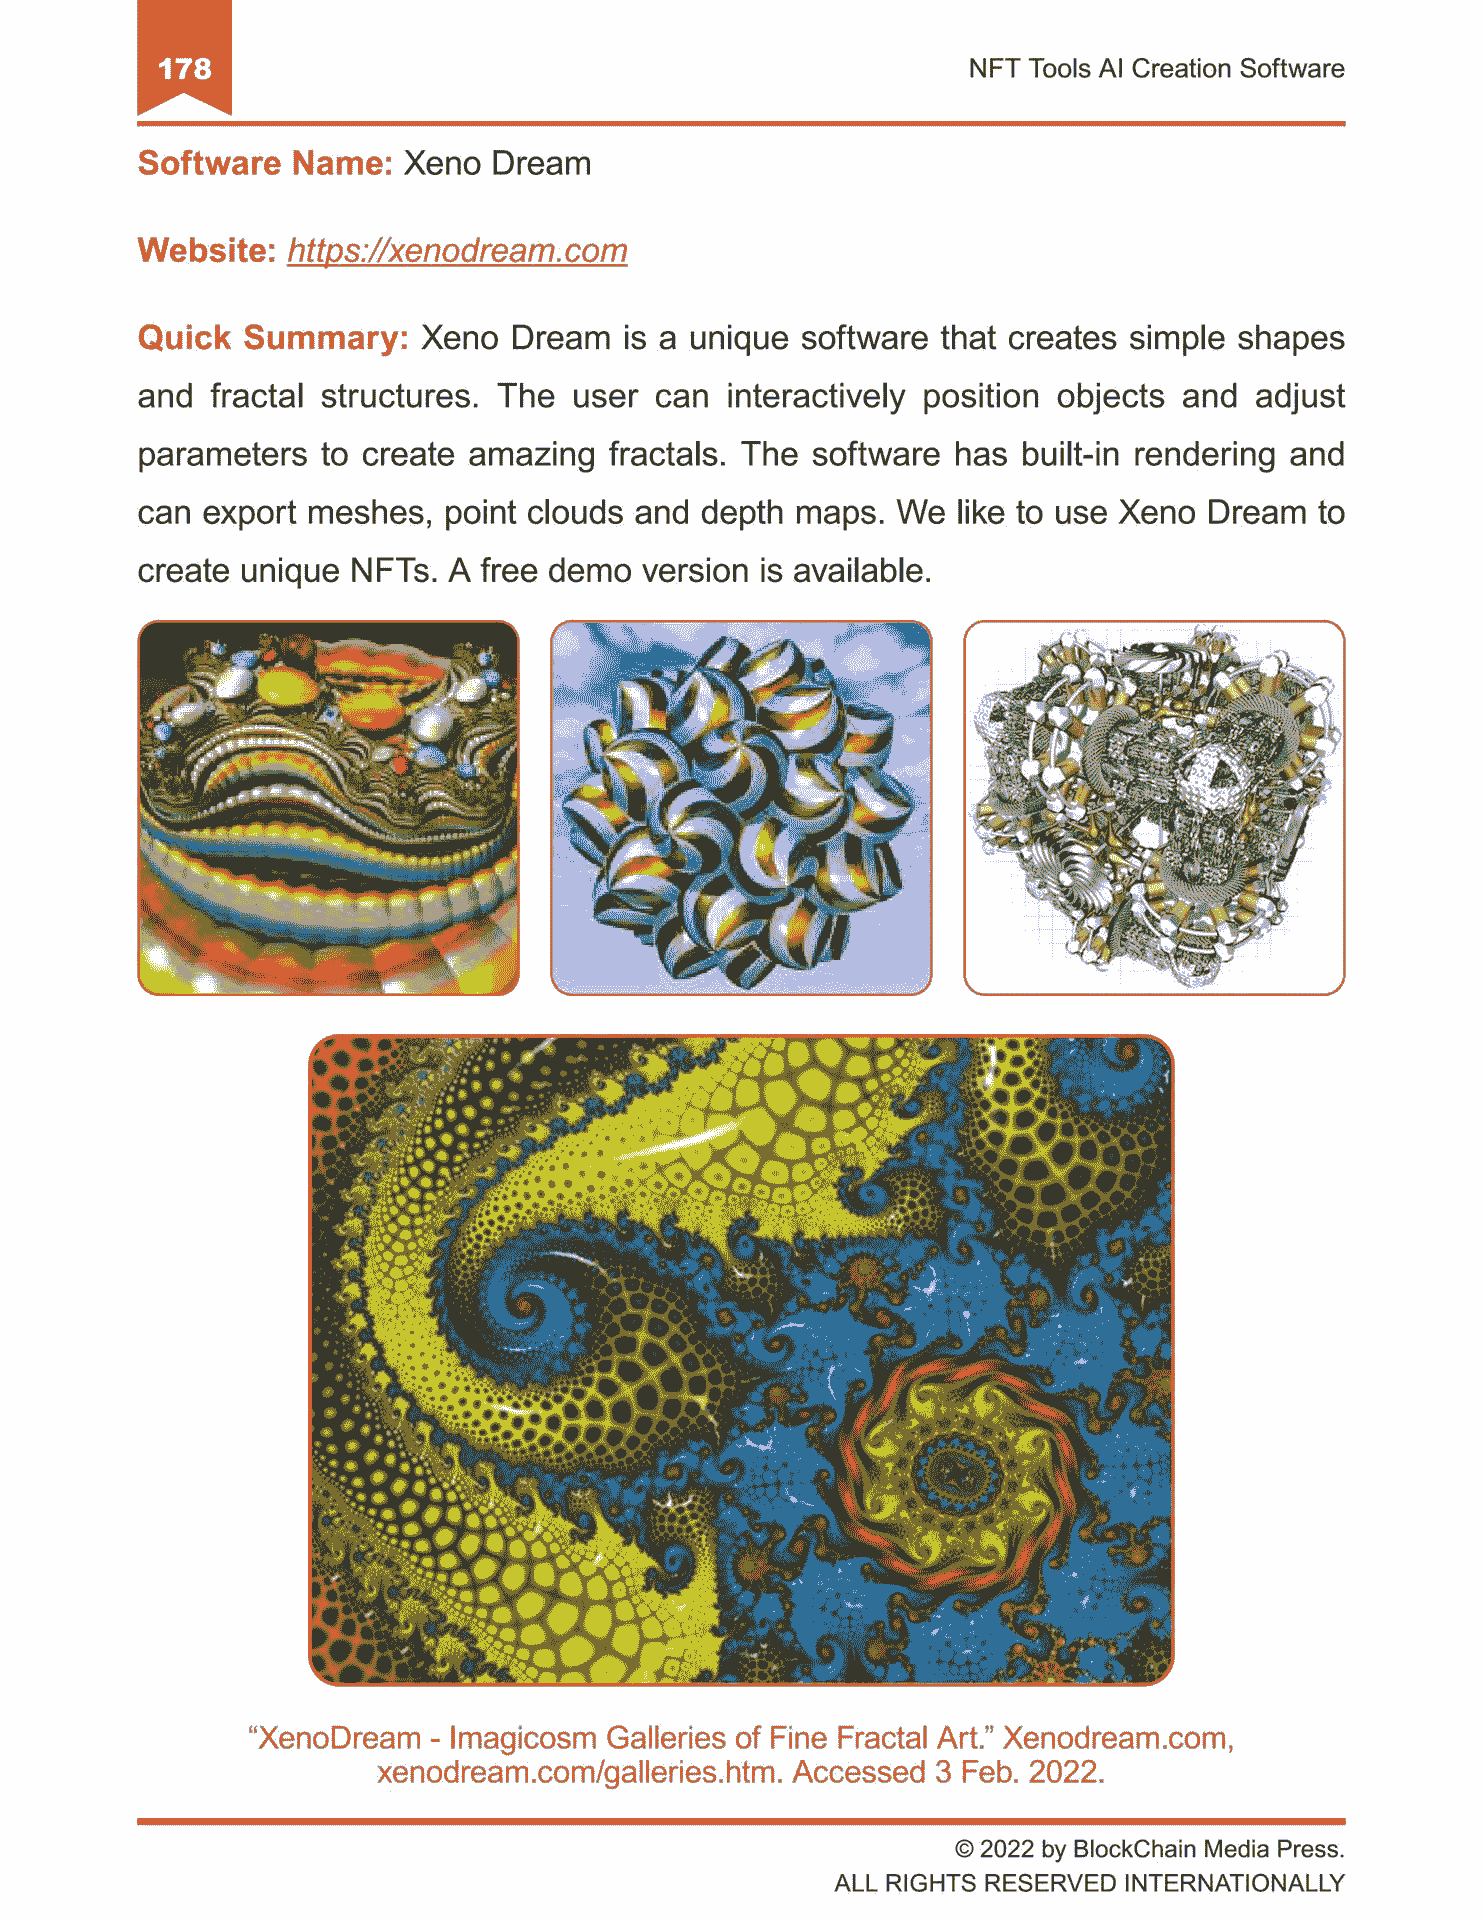 178
NFT Tools AI Creation Software
Software Name: Xeno Dream
Website: https://xenodream.com
Quick Summary: Xeno Dream is a unique software that creates simple shapes
and fractal structures. The user can interactively position objects and adjust
parameters to create amazing fractals. The software has built-in rendering and
can export meshes, point clouds and depth maps. We like to use Xeno Dream to
create unique NFTs. A free demo version is available.
“XenoDream - Imagicosm Galleries of Fine Fractal Art.” Xenodream.com,
xenodream.com/galleries.htm. Accessed 3 Feb. 2022.
© 2022 by BlockChain Media Press.
ALL RIGHTS RESERVED INTERNATIONALLY